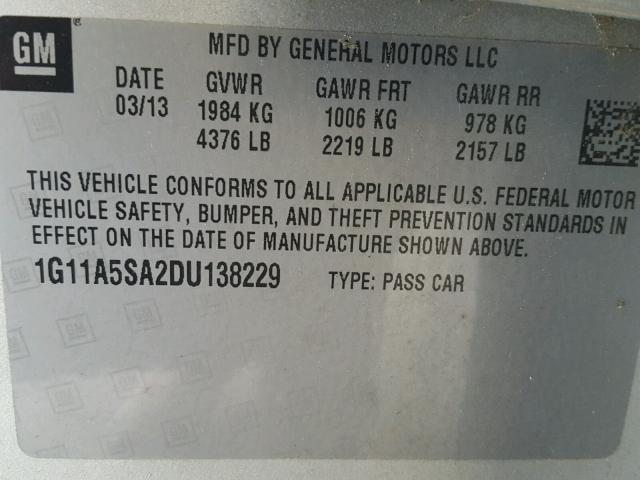 GM ®
MFD BY GENERAL MOTORS LLC
DATE GVWR GAWR FRT GAWR RR
03/13 1984 KG 1006 KG 978 KG
4376 LB 2219 LB 2157 LB
THIS VEHICLE CONFORMS TO ALL APPLICABLE U.S. FEDERAL MOTOR
VEHICLE SAFETY, BUMPER, AND THEFT PREVENTION STANDARDS IN
EFFECT ON THE DATE OF MANUFACTURE SHOWN ABOVE.
1G11A5SA2DU138229 TYPE: PASS CAR